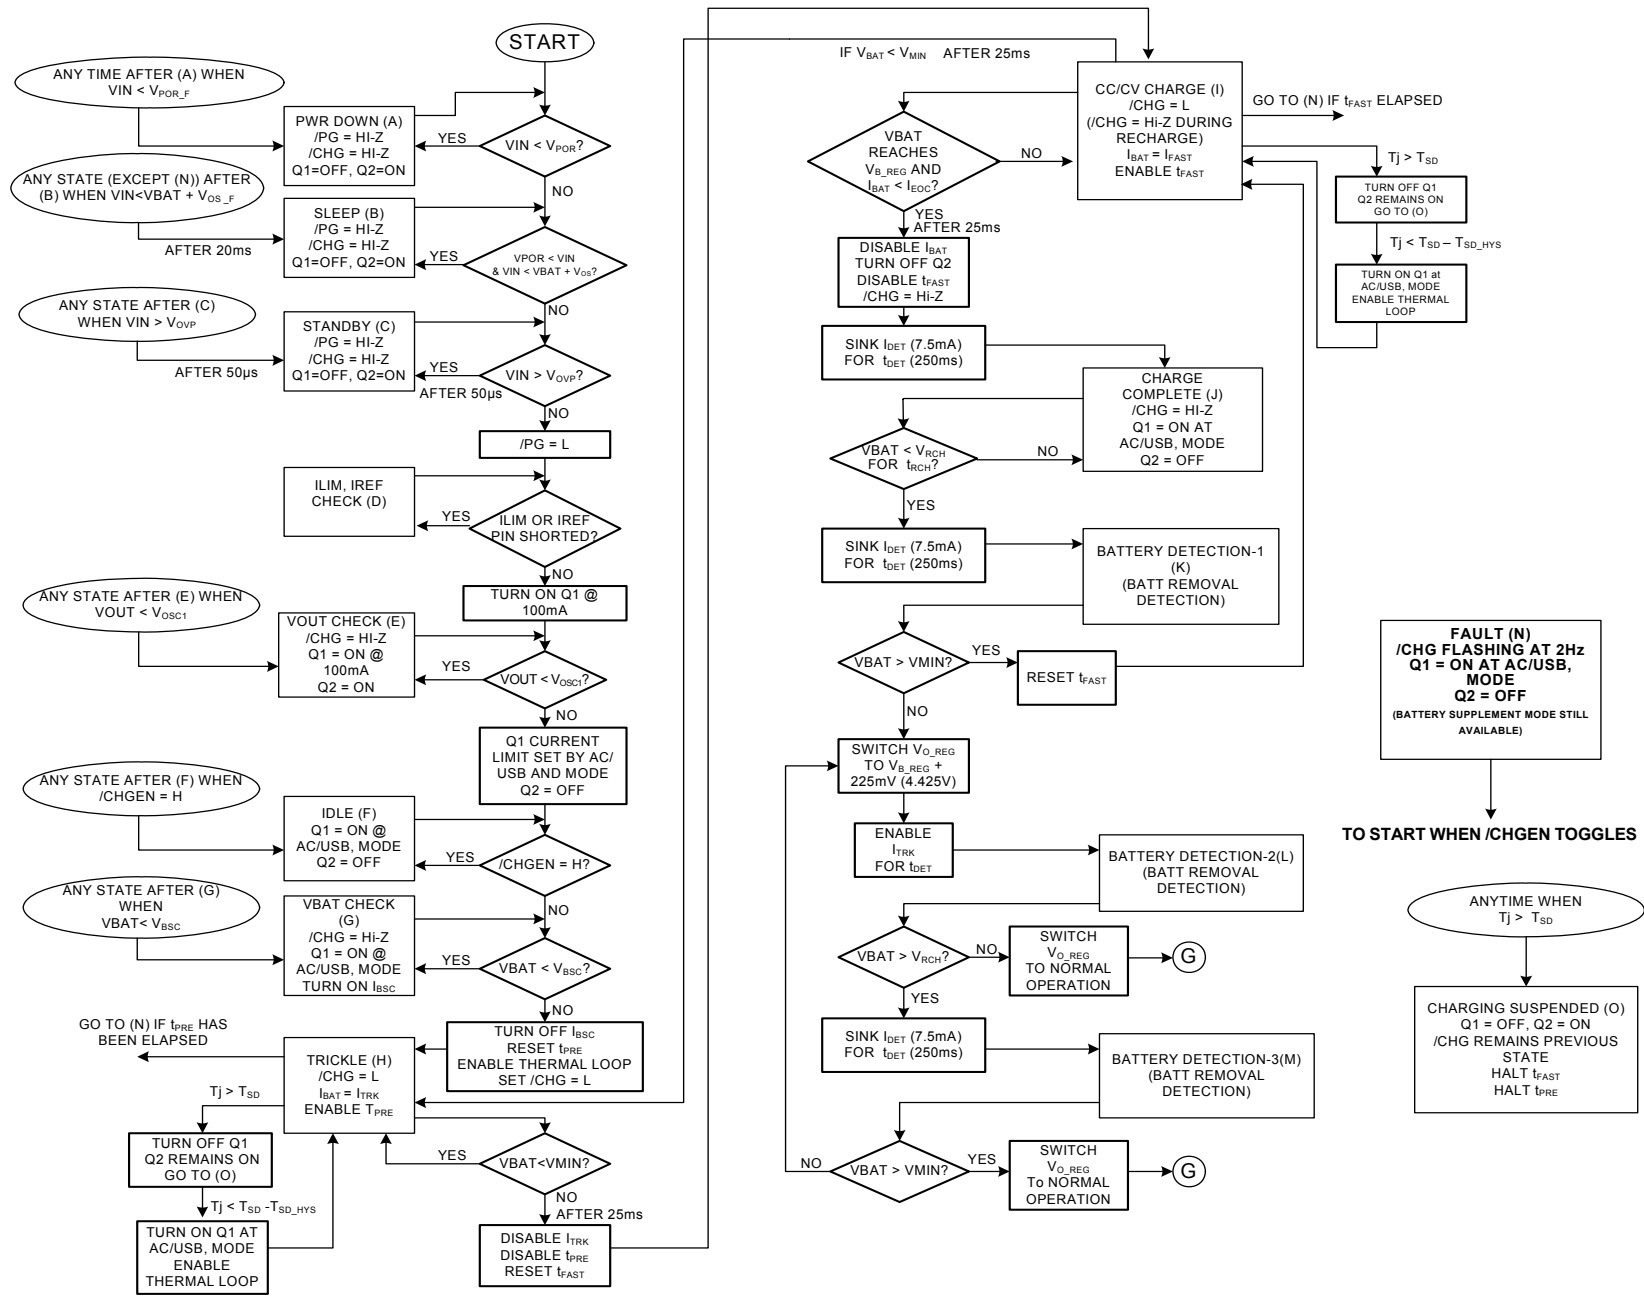 START
ANY TIME AFTER (A) WHEN
VIN < VPOR_F
PWR DOWN (A)
/PG = HI-Z
/CHG = HI-Z
Q1=OFF, Q2=ON
YES
VIN < VPOR?
NO
ANY STATE (EXCEPT (N)) AFTER
(B) WHEN VIN<VBAT + VOS_F
AFTER 20ms
SLEEP (B)
/PG = HI-Z
/CHG = HI-Z
Q1=OFF, Q2=ON
YES
VPOR < VIN
& VIN < VBAT + VOS?
NO
ANY STATE AFTER (C)
WHEN VIN > VOVP
AFTER 50µs
STANDBY (C)
/PG = HI-Z
/CHG = HI-Z
Q1=OFF, Q2=ON
YES
AFTER 50µs
VIN > VOVP?
NO
/PG = L
ILIM, IREF
CHECK (D)
YES
ILIM OR IREF
PIN SHORTED?
NO
TURN ON Q1 @
100mA
ANY STATE AFTER (E) WHEN
VOUT < VOSC1
VOUT CHECK (E)
/CHG = HI-Z
Q1 = ON @
100mA
Q2 = ON
YES
VOUT < VOSC1?
NO
Q1 CURRENT
LIMIT SET BY AC/
USB AND MODE
Q2 = OFF
ANY STATE AFTER (F) WHEN
/CHGEN = H
IDLE (F)
Q1 = ON @
AC/USB, MODE
Q2 = OFF
YES
/CHGEN = H?
NO
ANY STATE AFTER (G)
WHEN
VBAT< VBSC
VBAT CHECK
(G)
/CHG = Hi-Z
Q1 = ON @
AC/USB, MODE
TURN ON IBSC
YES
VBAT < VBSC?
NO
TURN OFF IBSC
RESET tPRE
ENABLE THERMAL LOOP
SET /CHG = L
GO TO (N) IF tPRE HAS
BEEN ELAPSED
TRICKLE (H)
/CHG = L
IBAT = ITRK
ENABLE TPRE
Tj > TSD
TURN OFF Q1
Q2 REMAINS ON
GO TO (O)
Tj < TSD -TSD_HYS
TURN ON Q1 AT
AC/USB, MODE
ENABLE
THERMAL LOOP
YES
VBAT<VMIN?
NO
AFTER 25ms
DISABLE ITRK
DISABLE tPRE
RESET tFAST
IF VBAT < VMIN AFTER 25ms
CC/CV CHARGE (I)
/CHG = L
(/CHG = Hi-Z DURING
RECHARGE)
IBAT = IFAST
ENABLE tFAST
GO TO (N) IF tFAST ELAPSED
Tj > TSD
TURN OFF Q1
Q2 REMAINS ON
GO TO (O)
Tj < TSD – TSD_HYS
TURN ON Q1 at
AC/USB, MODE
ENABLE THERMAL
LOOP
VBAT
REACHES
VB_REG AND
IBAT < IEOC?
NO
YES
AFTER 25ms
DISABLE IBAT
TURN OFF Q2
DISABLE tFAST
/CHG = Hi-Z
SINK IDET (7.5mA)
FOR tDET (250ms)
CHARGE
COMPLETE (J)
/CHG = HI-Z
Q1 = ON AT
AC/USB, MODE
Q2 = OFF
VBAT < VRCH
FOR tRCH?
NO
YES
SINK IDET (7.5mA)
FOR tDET (250ms)
BATTERY DETECTION-1
(K)
(BATT REMOVAL
DETECTION)
VBAT > VMIN?
YES
RESET tFAST
NO
SWITCH VO_REG
TO VB_REG +
225mV (4.425V)
ENABLE
ITRK
FOR tDET
BATTERY DETECTION-2(L)
(BATT REMOVAL
DETECTION)
VBAT > VRCH?
NO
SWITCH
VO_REG
TO NORMAL
OPERATION
G
YES
SINK IDET (7.5mA)
FOR tDET (250ms)
BATTERY DETECTION-3(M)
(BATT REMOVAL
DETECTION)
NO
VBAT > VMIN?
YES
SWITCH
VO_REG
To NORMAL
OPERATION
G
FAULT (N)
/CHG FLASHING AT 2Hz
Q1 = ON AT AC/USB,
MODE
Q2 = OFF
(BATTERY SUPPLEMENT MODE STILL
AVAILABLE)
TO START WHEN /CHGEN TOGGLES
ANYTIME WHEN
Tj > TSD
CHARGING SUSPENDED (O)
Q1 = OFF, Q2 = ON
/CHG REMAINS PREVIOUS
STATE
HALT tFAST
HALT tPRE